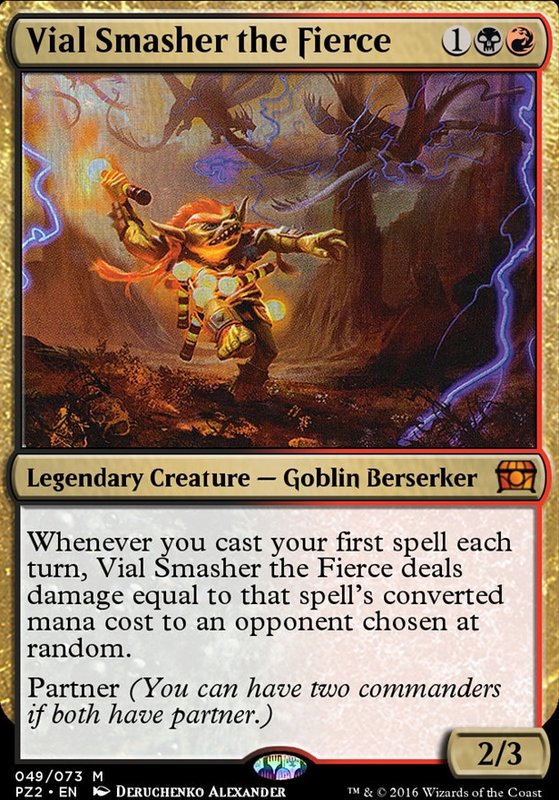 Vial Smasher the Fierce 1
Legendary Creature — Goblin Berserker
Whenever you cast your first spell each
turn, Vial Smasher the Fierce deals
damage equal to that spell's converted
mana cost to an opponent chosen at
random.
Partner (You can have two commanders
if both have partner.)
2/3
049/073 M
PZ2 • EN DERUCHENKO ALEXANDER ™ & © 2016 Wizards of the Coast